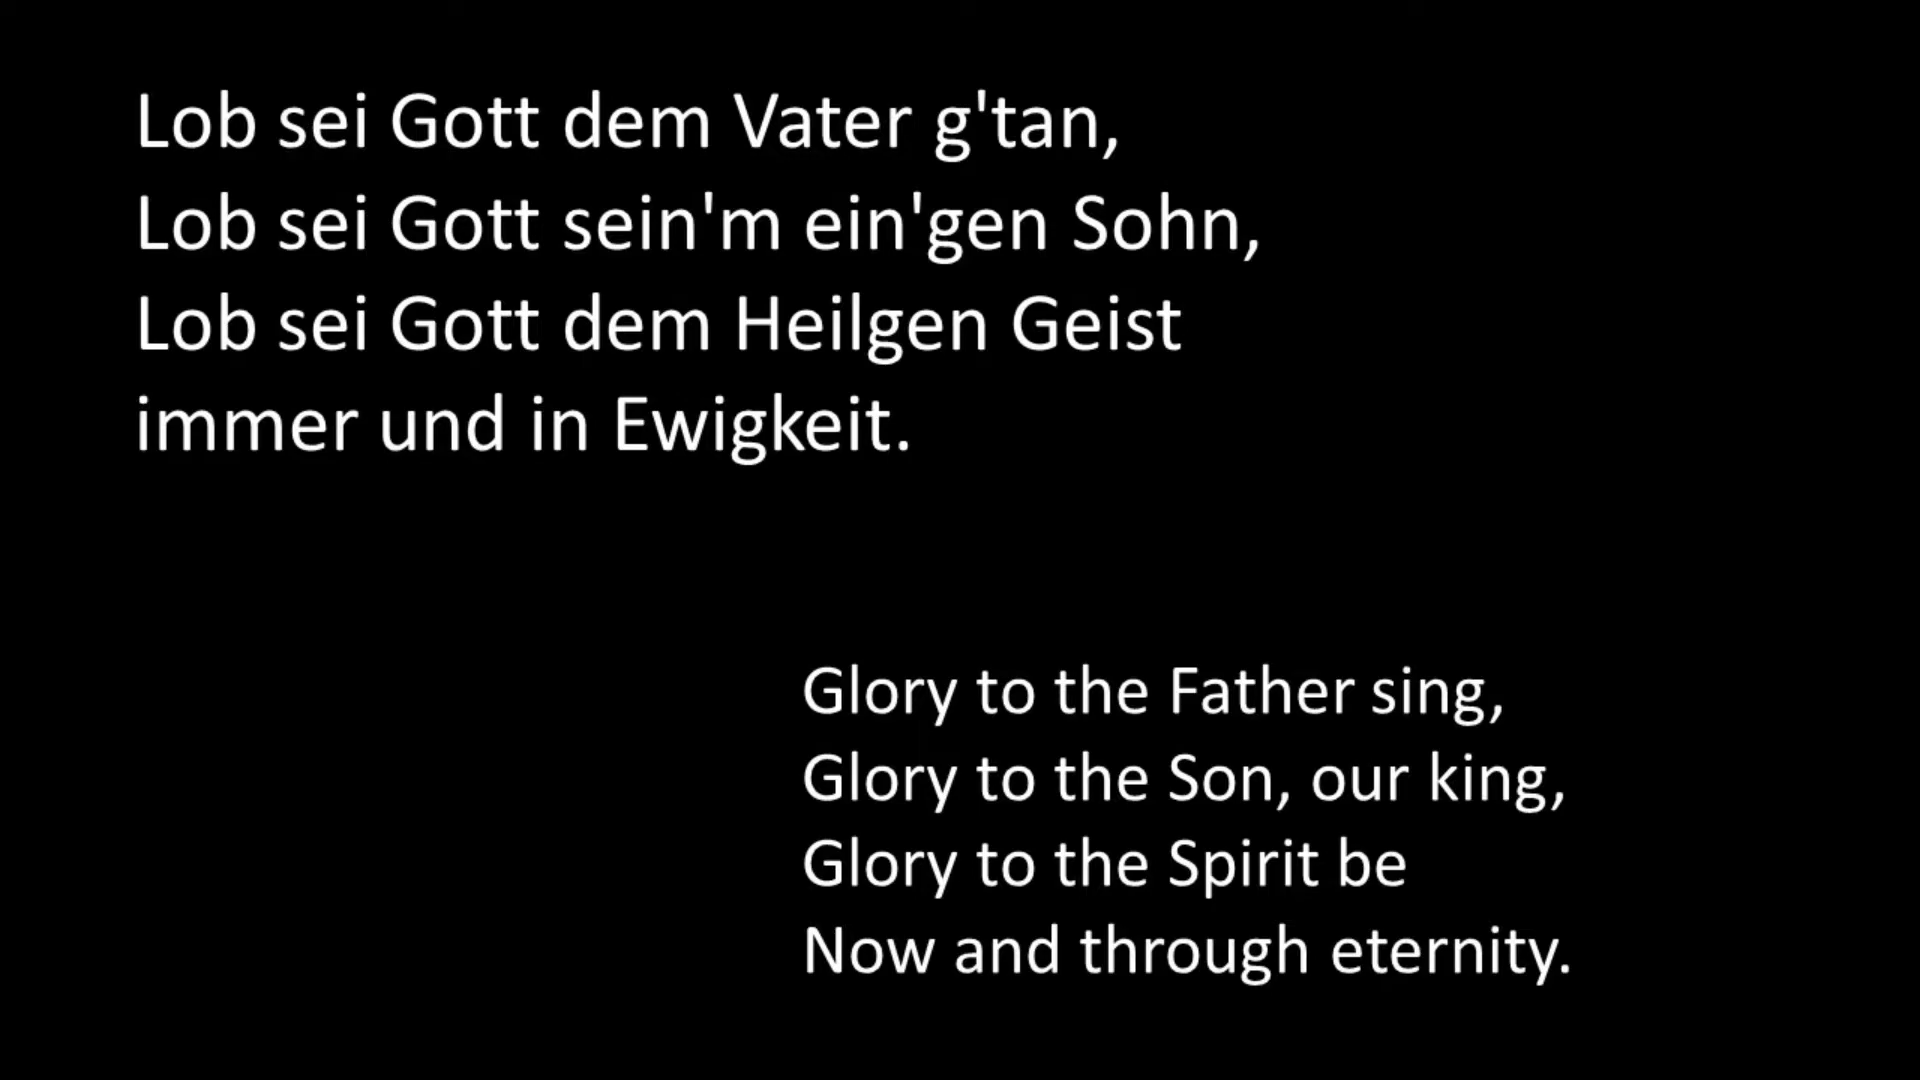 Lob sei Gott dem Vater g'tan,
Lob sei Gott sein'm ein'gen Sohn,
Lob sei Gott dem Heilgen Geist
immer und in Ewigkeit.
Glory to the Father sing,
Glory to the Son, our king,
Glory to the Spirit be
Now and through eternity.